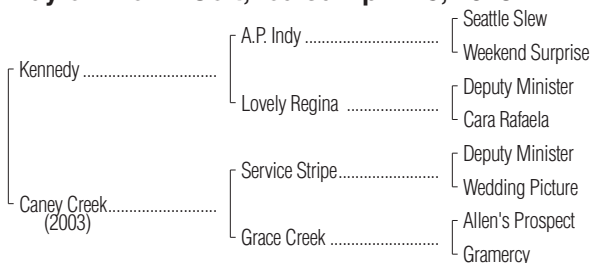 Seattle Slew
A.P. Indy ........................
Weekend Surprise
Kennedy ..................................
Deputy Minister
Lovely Regina ........................
Cara Rafaela
Deputy Minister
Service Stripe..........................
Wedding Picture
Caney Creek............................
(2003)
Allen's Prospect
Grace Creek ............................
Gramercy